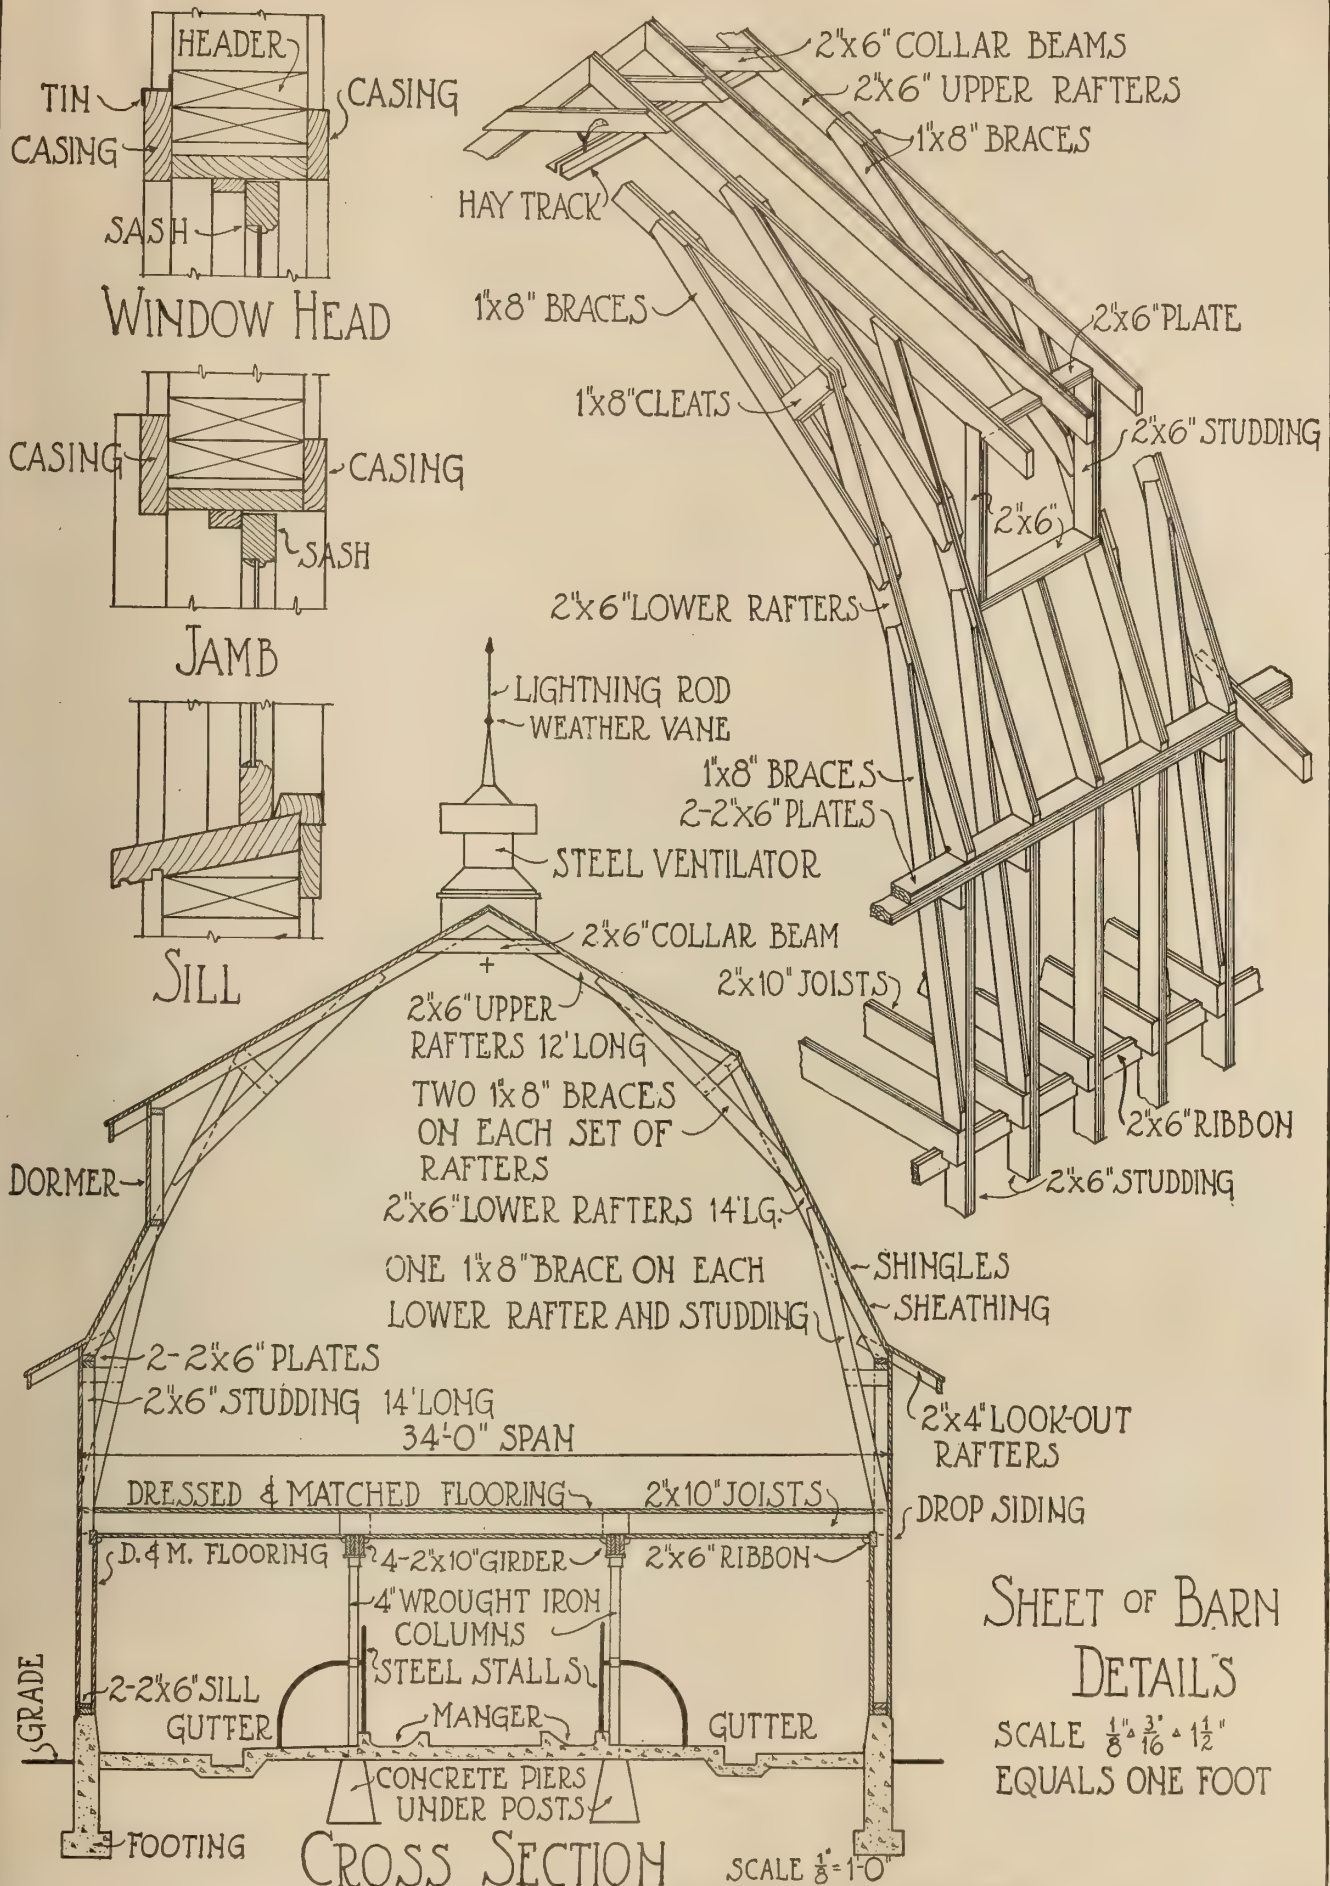 HEADER
TIN
CASING
CASING
SASH
WINDOW HEAD
CASING
CASING
SASH
JAMB
SILL
2"x6" COLLAR BEAMS
2"x6" UPPER RAFTERS
1"x8" BRACES
HAY TRACK
1"x8" BRACES
2"x6" PLATE
1"x8" CLEATS
2"x6" STUDDING
2"x6"
2"x6" LOWER RAFTERS
1"x8" BRACES
2-2"x6" PLATES
2"x10" JOISTS
2"x6" RIBBON
2"x6" STUDDING
LIGHTNING ROD
WEATHER VANE
STEEL VENTILATOR
2"x6" COLLAR BEAM
2"x6" UPPER
RAFTERS 12' LONG
TWO 1"x8" BRACES
ON EACH SET OF
RAFTERS
DORMER
2"x6" LOWER RAFTERS 14' LG.
ONE 1"x8" BRACE ON EACH
LOWER RAFTER AND STUDDING
SHINGLES
SHEATHING
2-2"x6" PLATES
2"x6" STUDDING 14' LONG
34'-0" SPAN
2"x4" LOOK-OUT
RAFTERS
DRESSED & MATCHED FLOORING
2"x10" JOISTS
DROP SIDING
D. & M. FLOORING
4-2"x10" GIRDER
2"x6" RIBBON
4" WROUGHT IRON
COLUMNS
STEEL STALLS
2-2"x6" SILL
GUTTER
MANGER
GUTTER
GRADE
CONCRETE PIERS
UNDER POSTS
FOOTING
CROSS SECTION
SCALE 1/8" = 1'-0"
SHEET OF BARN
DETAILS
SCALE 1/8" 3/16" 1 1/2"
EQUALS ONE FOOT